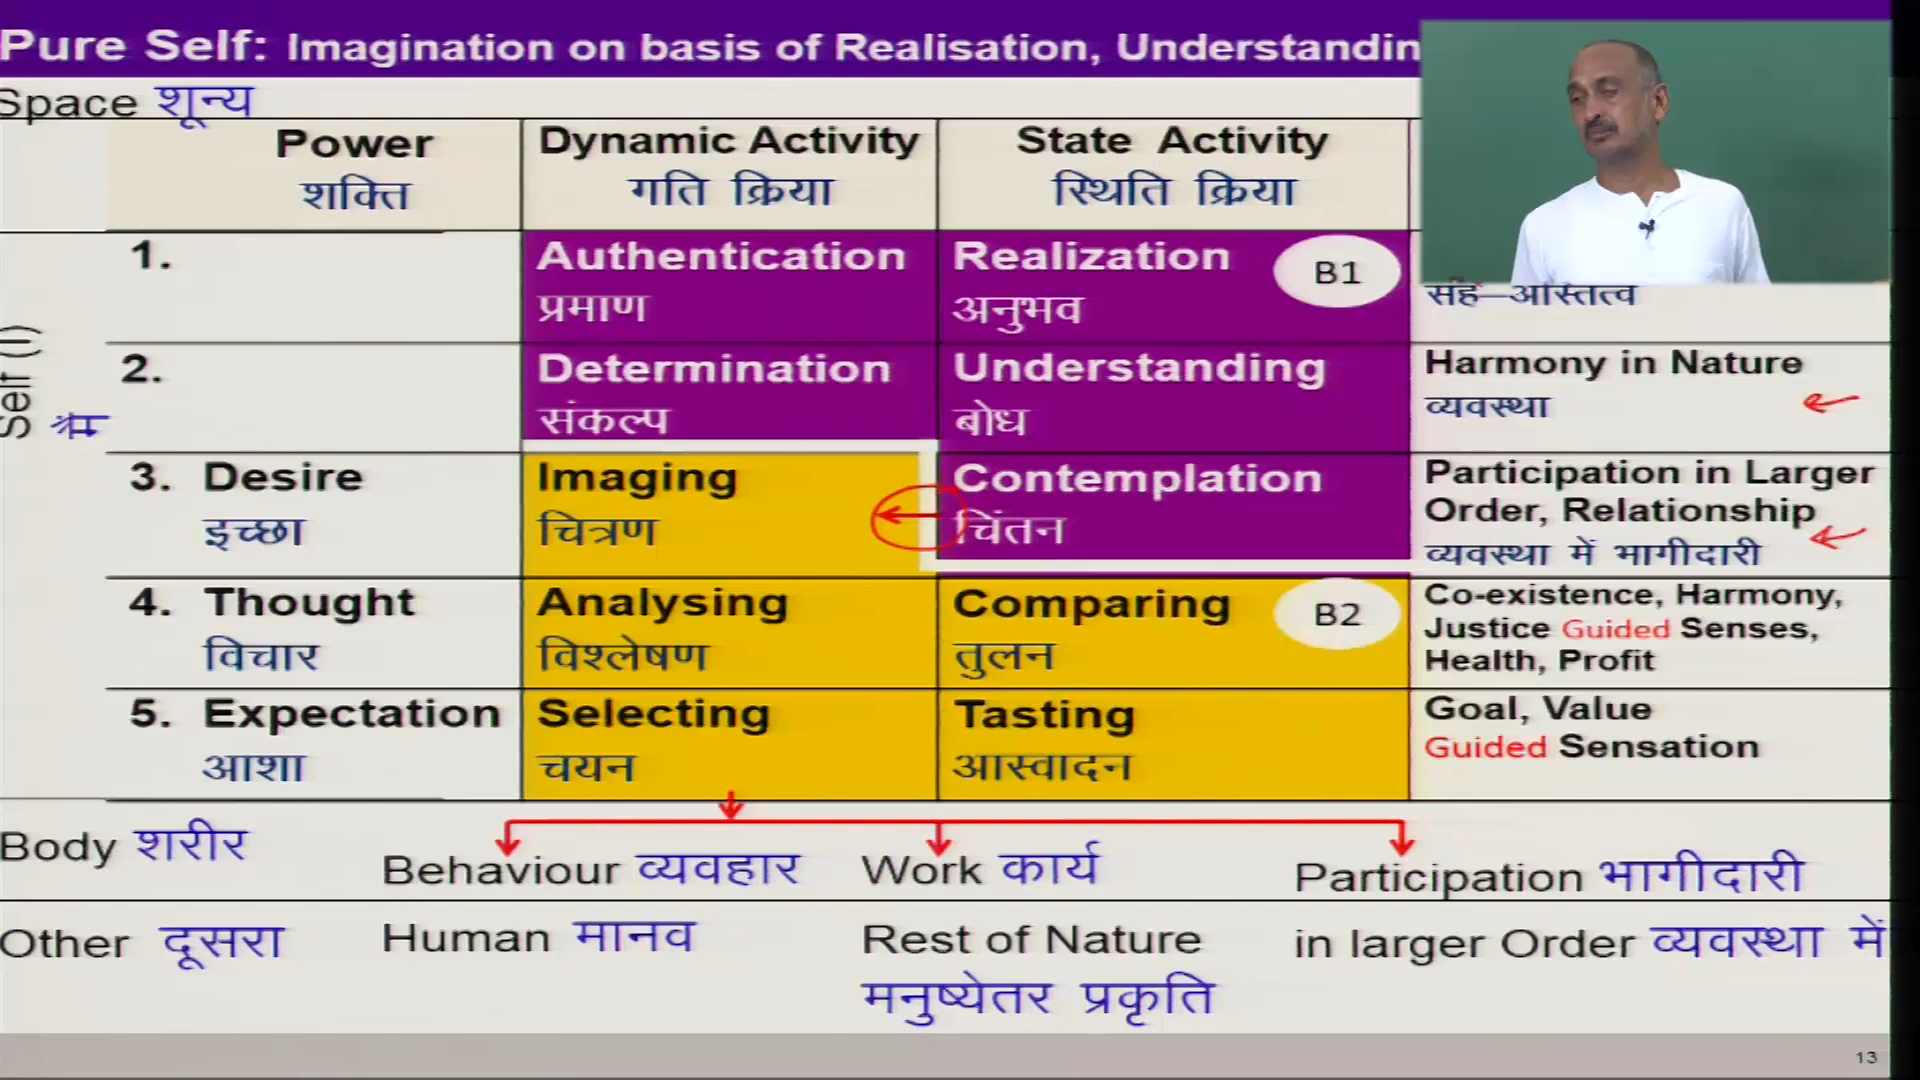 Pure Self: Imagination on basis of Realisation, Understandin
Space शून्य
Power
शक्ति
Dynamic Activity
गति क्रिया
State Activity
स्थिति क्रिया
Self (I)
मैं
1.
Authentication
प्रमाण
Realization
अनुभव
B1
सह–अस्तित्व
2.
Determination
संकल्प
Understanding
बोध
Harmony in Nature
व्यवस्था
3. Desire
इच्छा
Imaging
चित्रण
Contemplation
चिंतन
Participation in Larger
Order, Relationship
व्यवस्था में भागीदारी
4. Thought
विचार
Analysing
विश्लेषण
Comparing
तुलन
B2
Co-existence, Harmony,
Justice Guided Senses,
Health, Profit
5. Expectation
आशा
Selecting
चयन
Tasting
आस्वादन
Goal, Value
Guided Sensation
Body शरीर
Behaviour व्यवहार
Work कार्य
Participation भागीदारी
Other दूसरा
Human मानव
Rest of Nature
मनुष्येतर प्रकृति
in larger Order व्यवस्था में
13